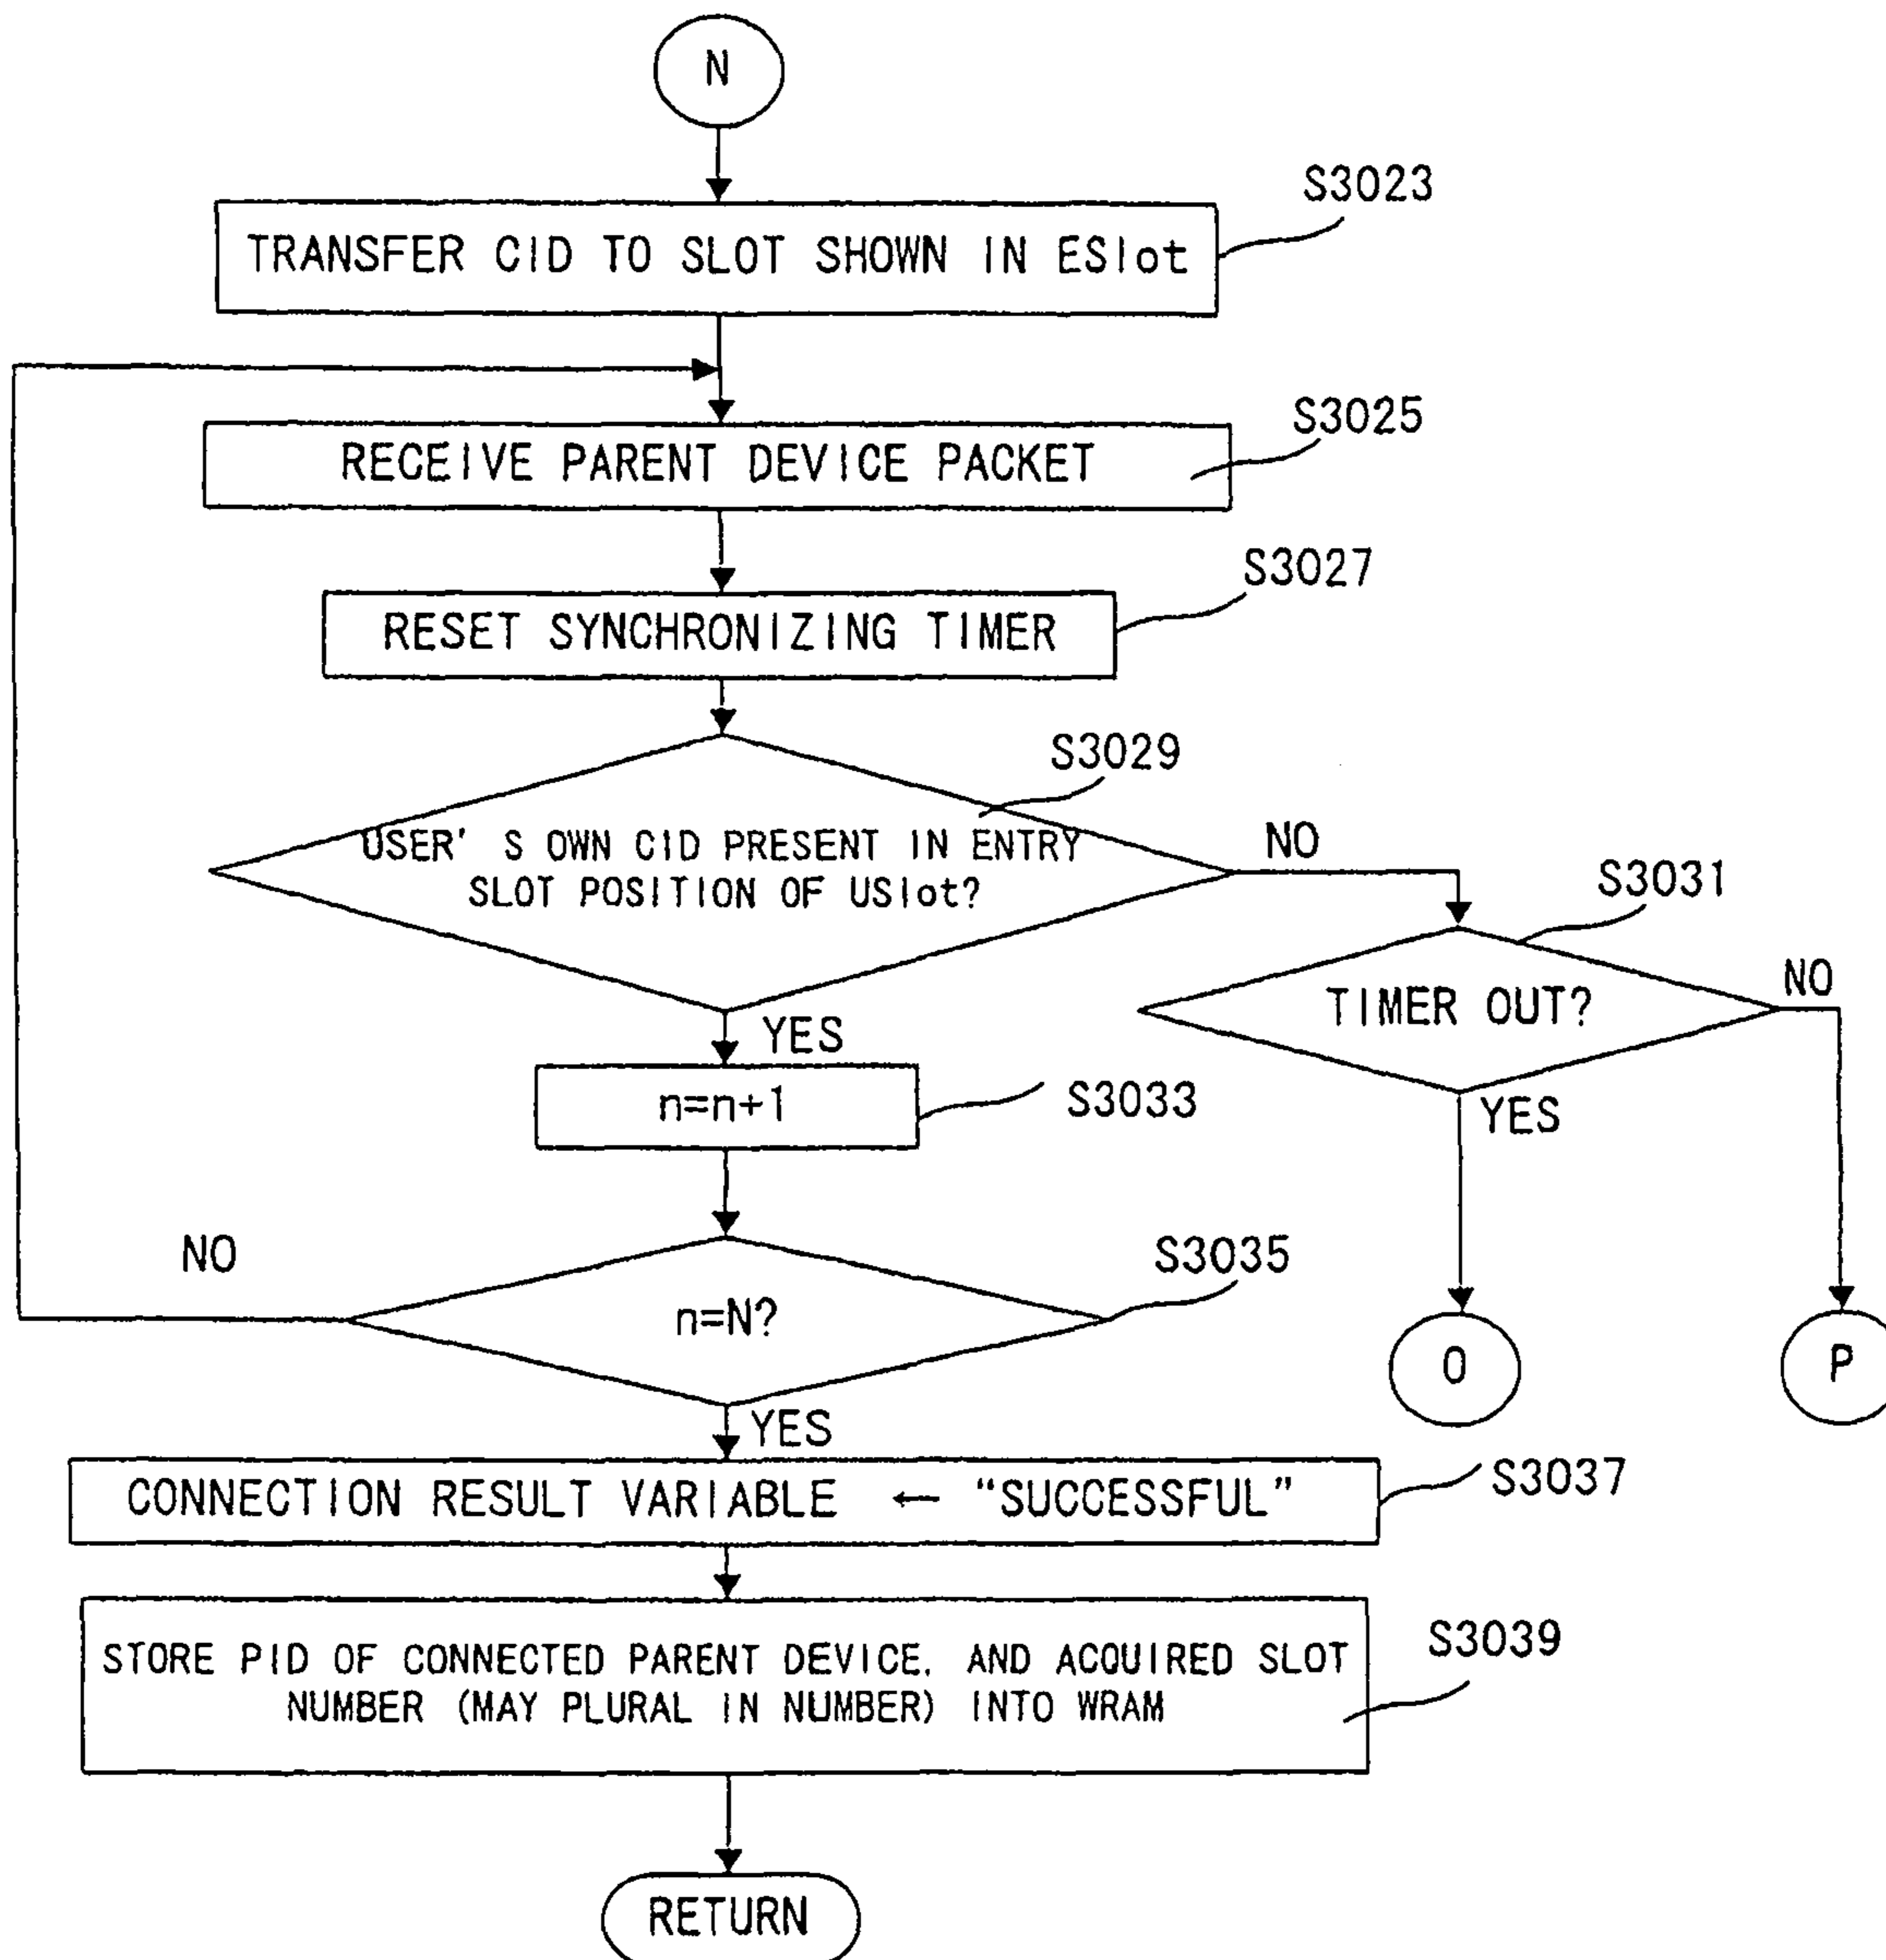 N
S3023
TRANSFER CID TO SLOT SHOWN IN ESlot
S3025
RECEIVE PARENT DEVICE PACKET
S3027
RESET SYNCHRONIZING TIMER
S3029
USER' S OWN CID PRESENT IN ENTRY
SLOT POSITION OF USlot?
NO
S3031
TIMER OUT?
NO
YES
YES
n=n+1
S3033
NO
S3035
n=N?
O
P
YES
CONNECTION RESULT VARIABLE ← “SUCCESSFUL”
S3037
STORE PID OF CONNECTED PARENT DEVICE, AND ACQUIRED SLOT
NUMBER (MAY PLURAL IN NUMBER) INTO WRAM
S3039
RETURN